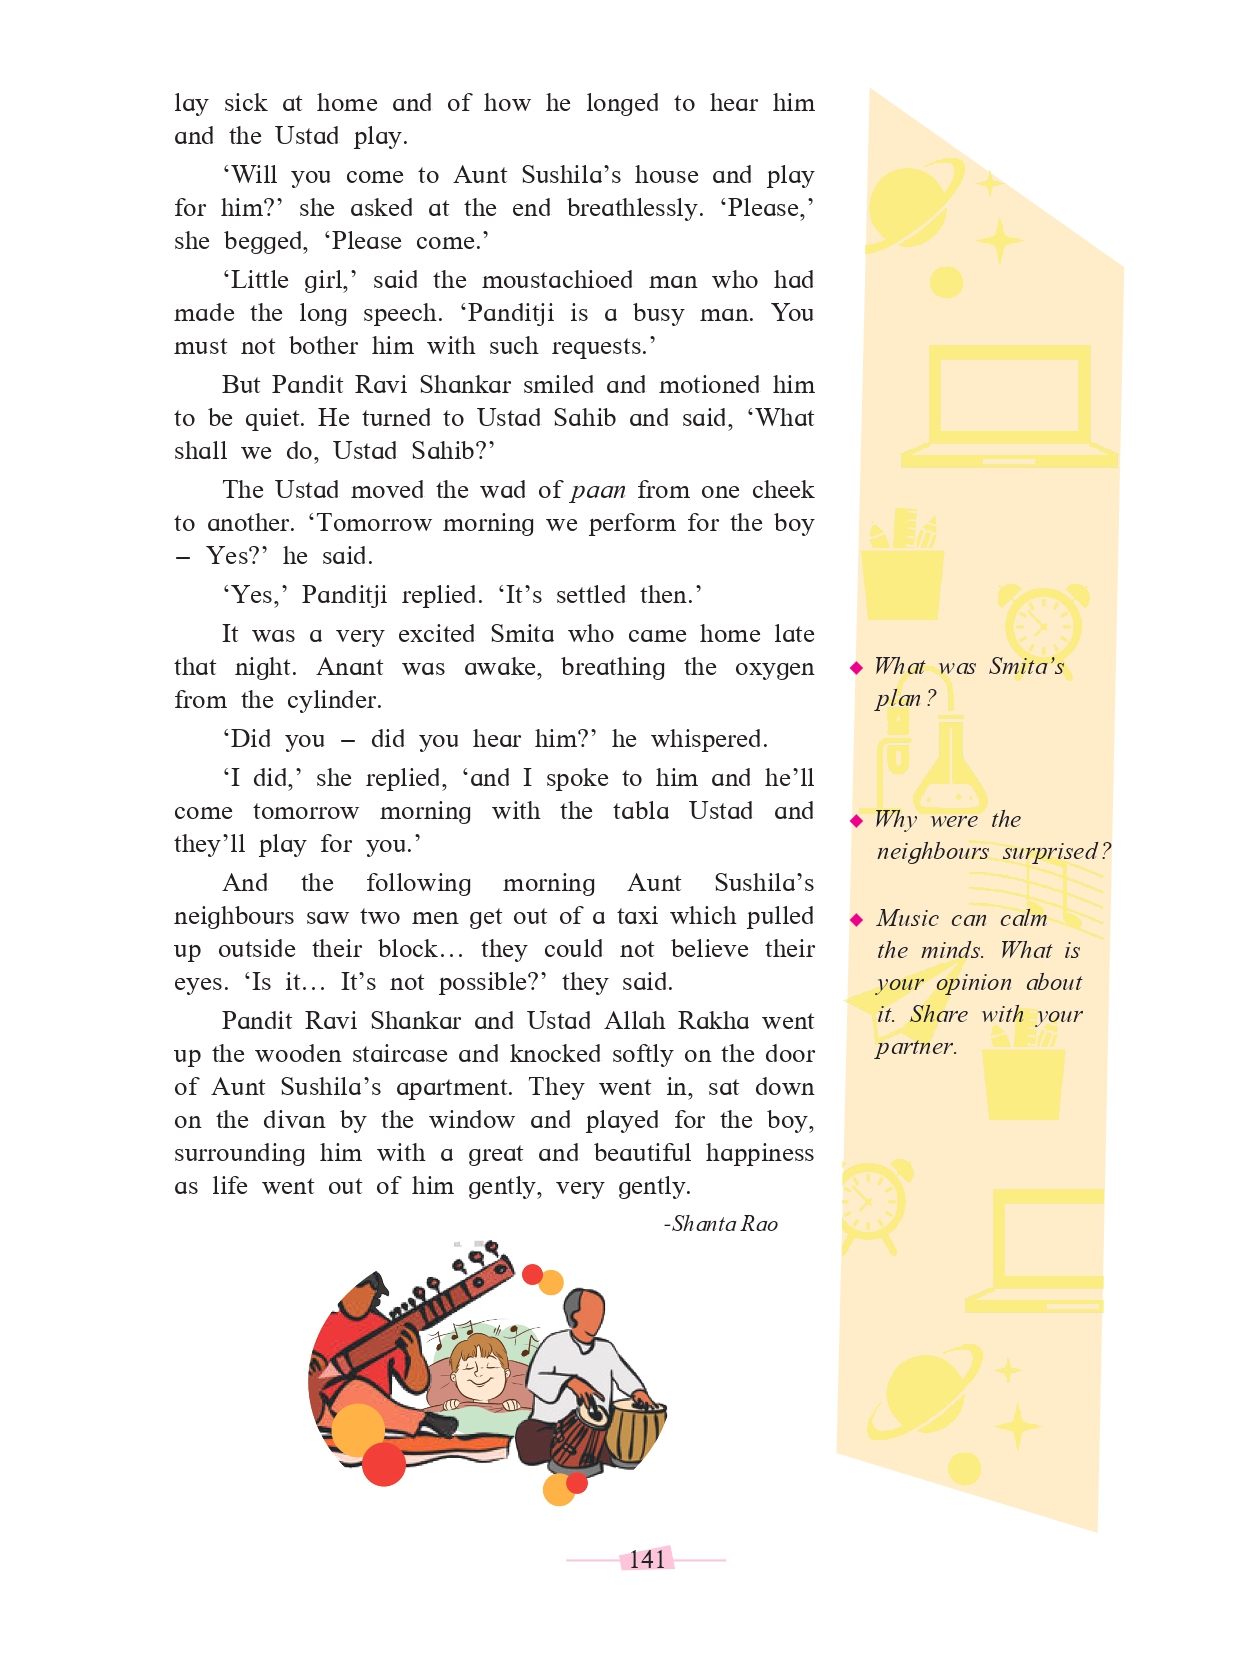 lay sick at home and of how he longed to hear him
and the Ustad play.
‘Will you come to Aunt Sushila’s house and play
for him?’ she asked at the end breathlessly. ‘Please,’
she begged, ‘Please come.’
‘Little girl,’ said the moustachioed man who had
made the long speech. ‘Panditji is a busy man. You
must not bother him with such requests.’
But Pandit Ravi Shankar smiled and motioned him
to be quiet. He turned to Ustad Sahib and said, ‘What
shall we do, Ustad Sahib?’
The Ustad moved the wad of paan from one cheek
to another. ‘Tomorrow morning we perform for the boy
– Yes?’ he said.
‘Yes,’ Panditji replied. ‘It’s settled then.’
It was a very excited Smita who came home late
that night. Anant was awake, breathing the oxygen
from the cylinder.
‘Did you – did you hear him?’ he whispered.
‘I did,’ she replied, ‘and I spoke to him and he’ll
come tomorrow morning with the tabla Ustad and
they’ll play for you.’
And the following morning Aunt Sushila’s
neighbours saw two men get out of a taxi which pulled
up outside their block… they could not believe their
eyes. ‘Is it… It’s not possible?’ they said.
Pandit Ravi Shankar and Ustad Allah Rakha went
up the wooden staircase and knocked softly on the door
of Aunt Sushila’s apartment. They went in, sat down
on the divan by the window and played for the boy,
surrounding him with a great and beautiful happiness
as life went out of him gently, very gently.
-Shanta Rao
◆ What was Smita’s
plan?
◆ Why were the
neighbours surprised?
◆ Music can calm
the minds. What is
your opinion about
it. Share with your
partner.
141